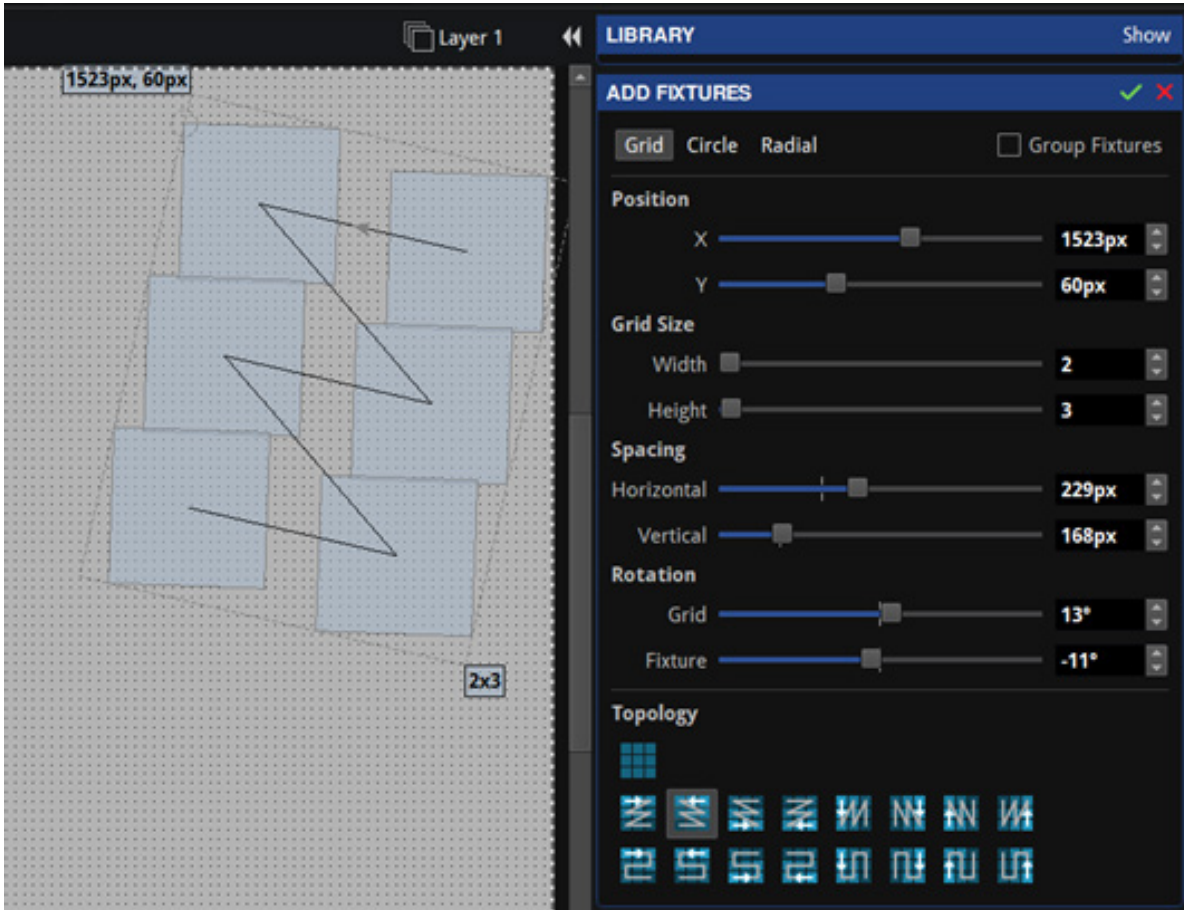 Layer 1
LIBRARY Show
1523px, 60px
ADD FIXTURES
Grid Circle Radial Group Fixtures
Position
X 1523px
Y 60px
Grid Size
Width 2
Height 3
Spacing
Horizontal 229px
Vertical 168px
Rotation
Grid 13°
Fixture -11°
2x3
Topology